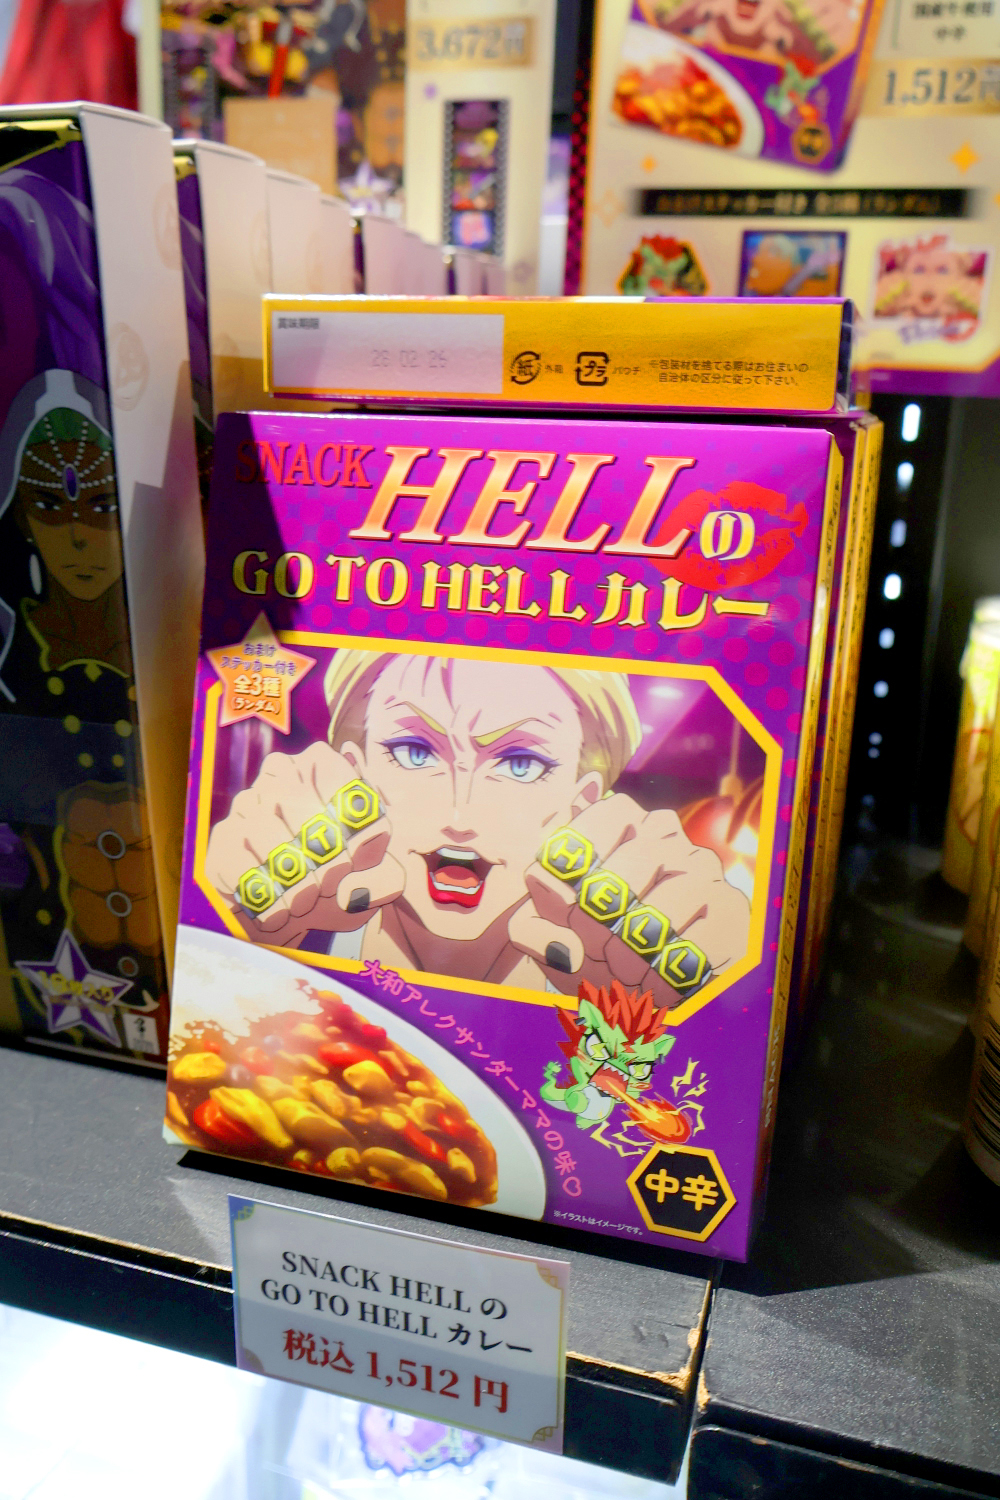 3,672円
中辛
1,512円
賞味期限
26 02 26
紙
外箱
プラ
パウチ
※包装材を捨てる際はお住まいの
自治体の区分に従って下さい。
SNACK HELLの
GO TO HELL カレー
おまけ
ステッカー付き
全3種
(ランダム)
GOTO
HELL
大和アレクサンダーママの味♡
中辛
※イラストはイメージです。
SNACK HELL の
GO TO HELL カレー
税込 1,512 円